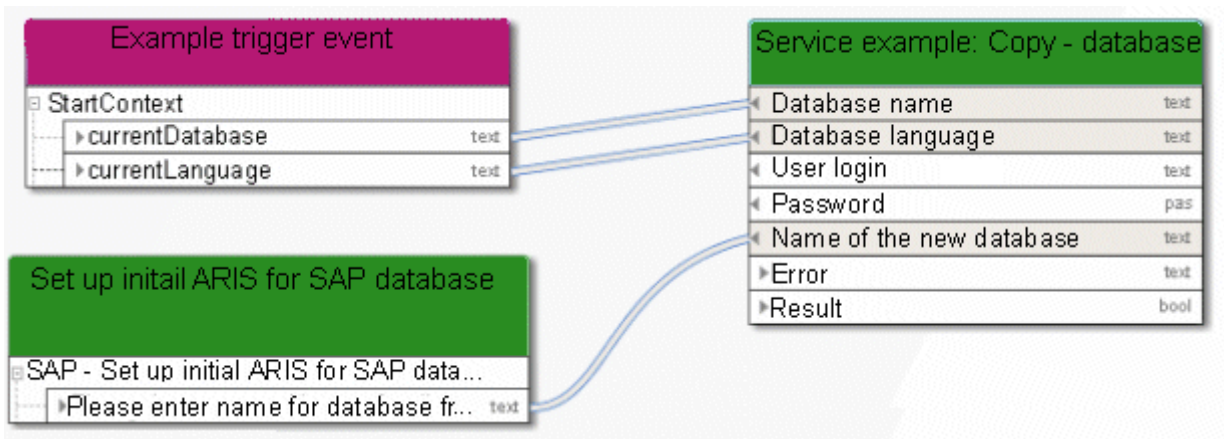 Example trigger event
StartContext
currentDatabase text
currentLanguage text
Set up initail ARIS for SAP database
SAP - Set up initial ARIS for SAP data...
Please enter name for database fr... text
Service example: Copy - database
Database name text
Database language text
User login text
Password pas
Name of the new database text
Error text
Result bool